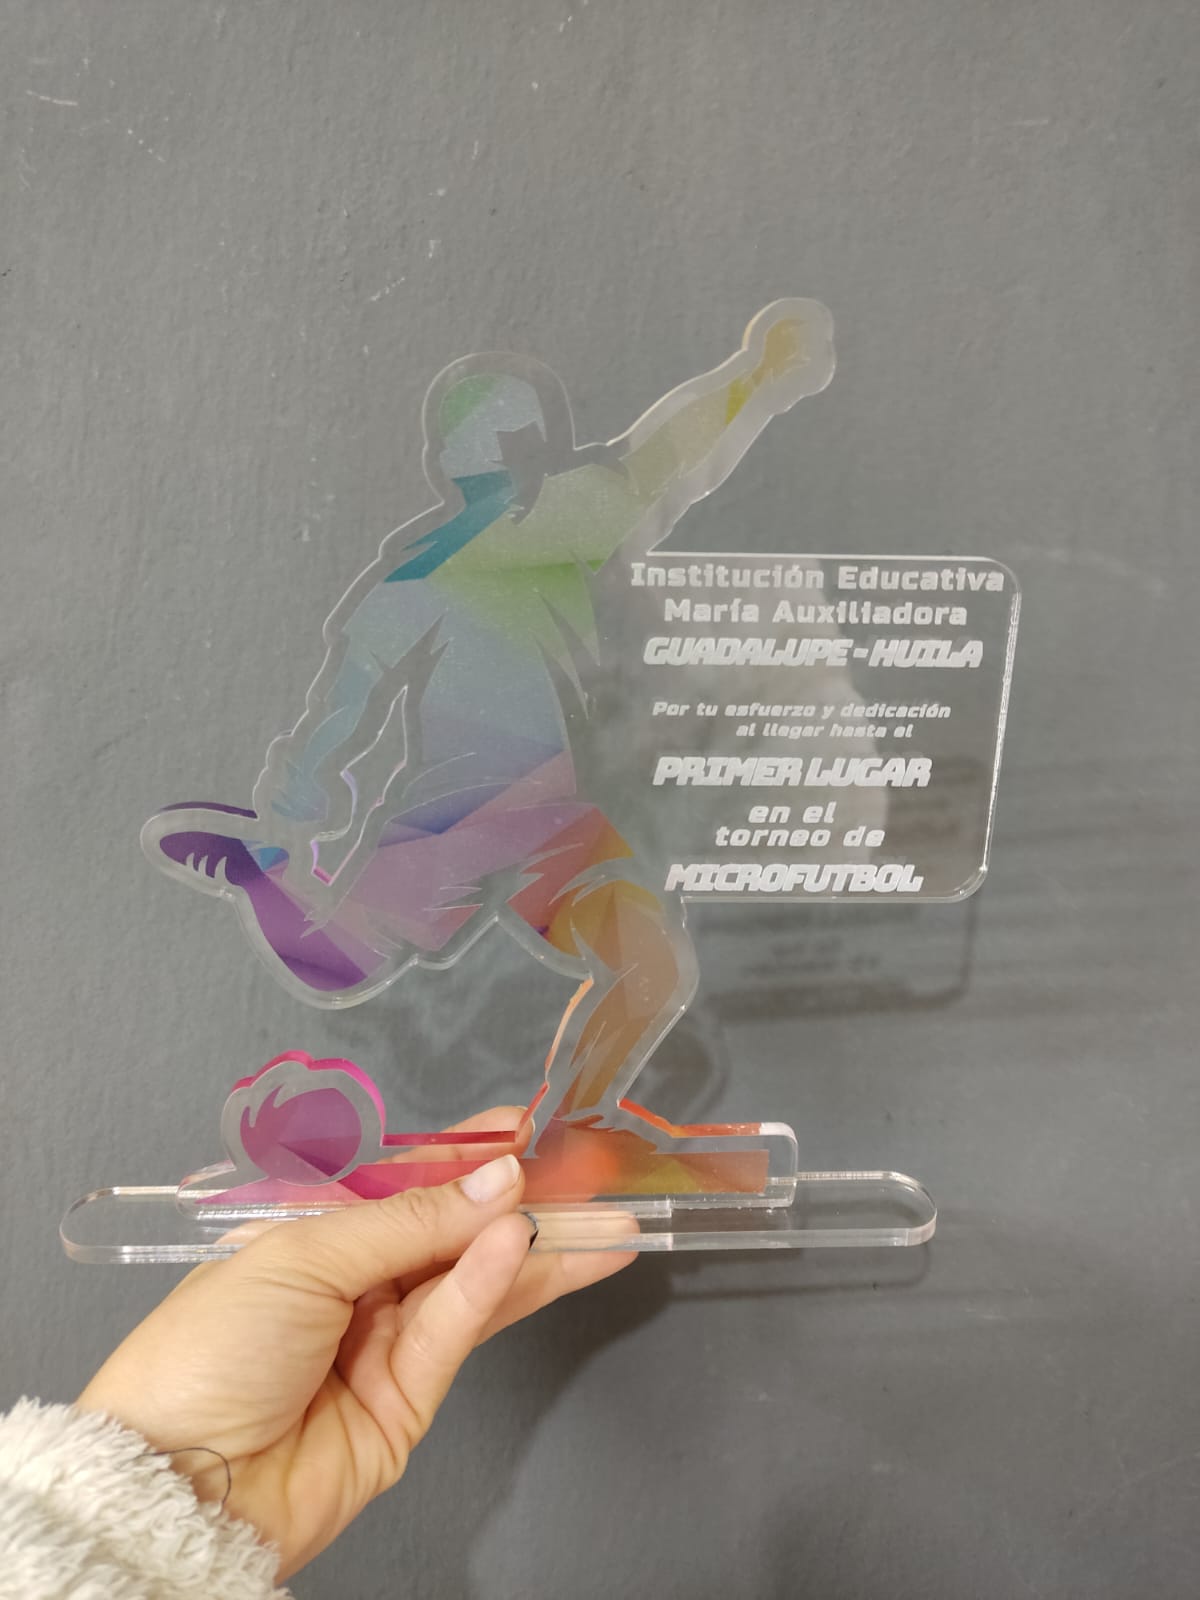 Institución Educativa
María Auxiliadora
GUADALUPE - HUILA
Por tu esfuerzo y dedicación
al llegar hasta el
PRIMER LUGAR
en el
torneo de
MICROFUTBOL